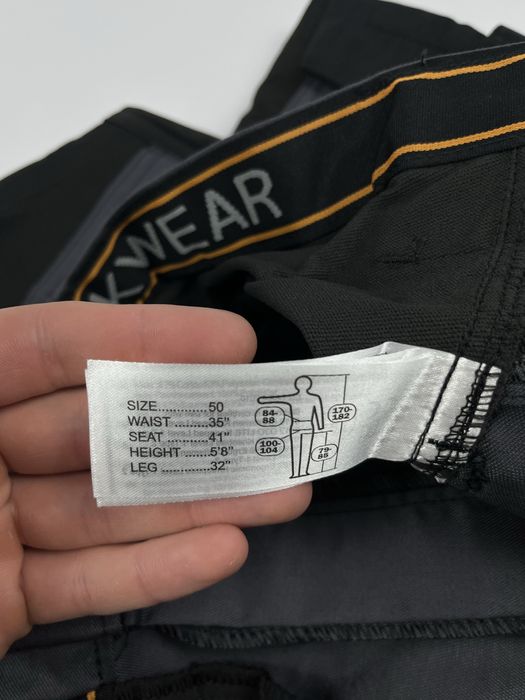 KWEAR
SIZE.............50
WAIST ..........35"
SEAT ...........41"
HEIGHT ......5'8"
LEG .............32"
84-
88
170-
182
100-
104
79-
85